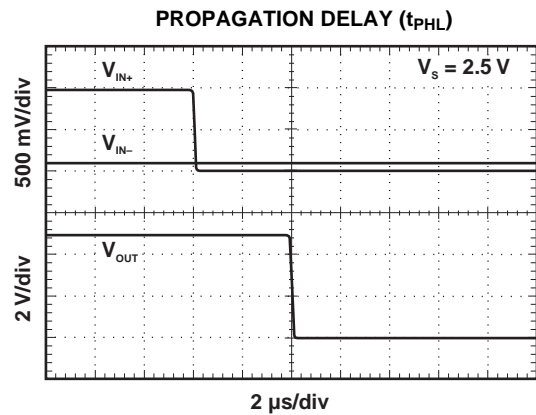 PROPAGATION DELAY (tPHL)
VIN+
VS = 2.5 V
VIN–
500 mV/div
VOUT
2 V/div
2 µs/div